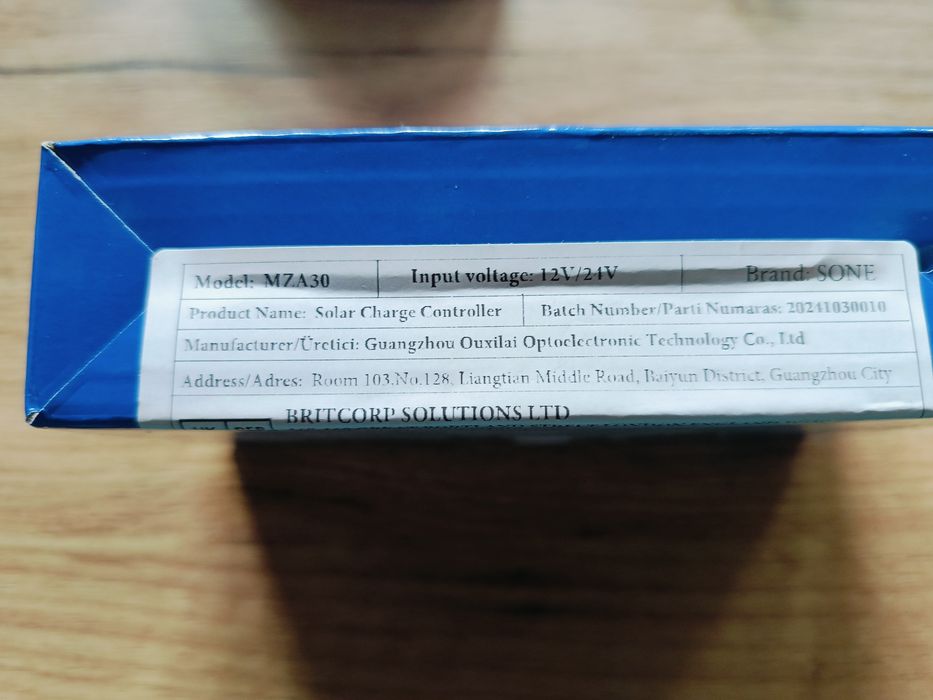 Model: MZA30 Input voltage: 12V/24V Brand: SONE
Product Name: Solar Charge Controller Batch Number/Parti Numaras: 20241030010
Manufacturer/Üretici: Guangzhou Ouxilai Optoelectronic Technology Co., Ltd
Address/Adres: Room 103.No.128, Liangtian Middle Road, Baiyun District. Guangzhou City
BRITCORP SOLUTIONS LTD
UK REP